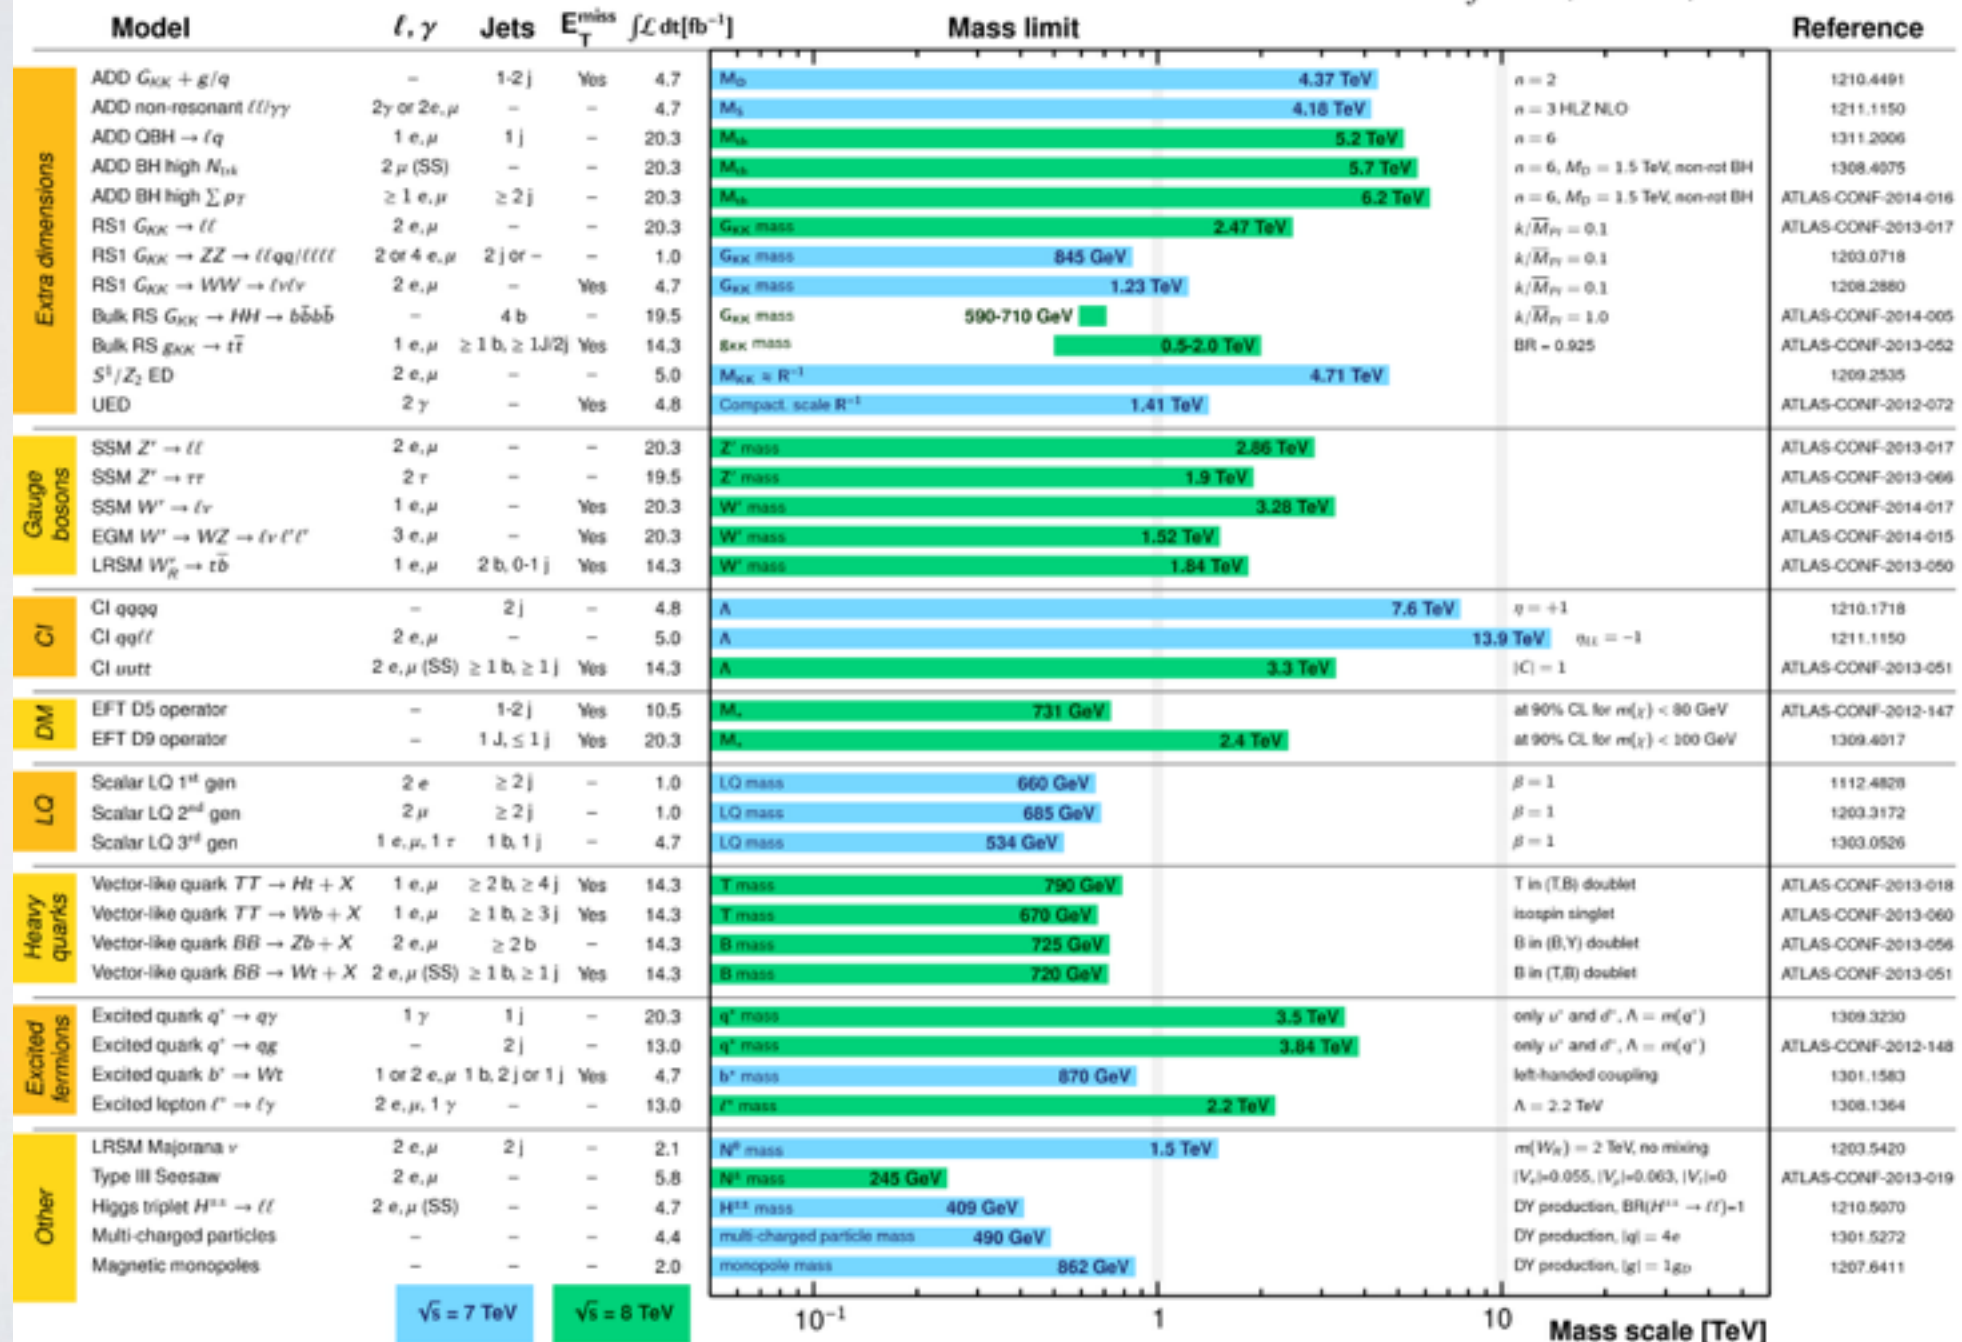 Model ℓ, γ Jets E_T^miss ∫ℒ dt[fb⁻¹] Mass limit Reference
Extra dimensions
ADD G_KK + g/q – 1-2 j Yes 4.7 M_D 4.37 TeV n = 2 1210.4491
ADD non-resonant ℓℓ/γγ 2γ or 2e, μ – – 4.7 M_S 4.18 TeV n = 3 HLZ NLO 1211.1150
ADD QBH → ℓq 1 e, μ 1 j – 20.3 M_th 5.2 TeV n = 6 1311.2006
ADD BH high N_trk 2 μ (SS) – – 20.3 M_th 5.7 TeV n = 6, M_D = 1.5 TeV, non-rot BH 1308.4075
ADD BH high ∑ p_T ≥ 1 e, μ ≥ 2 j – 20.3 M_th 6.2 TeV n = 6, M_D = 1.5 TeV, non-rot BH ATLAS-CONF-2014-016
RS1 G_KK → ℓℓ 2 e, μ – – 20.3 G_KK mass 2.47 TeV k/M̅_Pl = 0.1 ATLAS-CONF-2013-017
RS1 G_KK → ZZ → ℓℓqq/ℓℓℓℓ 2 or 4 e, μ 2 j or – – 1.0 G_KK mass 845 GeV k/M̅_Pl = 0.1 1203.0718
RS1 G_KK → WW → ℓνℓν 2 e, μ – Yes 4.7 G_KK mass 1.23 TeV k/M̅_Pl = 0.1 1208.2880
Bulk RS G_KK → HH → bb̅bb̅ – 4 b – 19.5 G_KK mass 590-710 GeV k/M̅_Pl = 1.0 ATLAS-CONF-2014-005
Bulk RS g_KK → tt̅ 1 e, μ ≥ 1 b, ≥ 1J/2j Yes 14.3 g_KK mass 0.5-2.0 TeV BR = 0.925 ATLAS-CONF-2013-052
S¹/Z₂ ED 2 e, μ – – 5.0 M_KK ≈ R⁻¹ 4.71 TeV 1209.2535
UED 2 γ – Yes 4.8 Compact. scale R⁻¹ 1.41 TeV ATLAS-CONF-2012-072
Gauge bosons
SSM Z′ → ℓℓ 2 e, μ – – 20.3 Z′ mass 2.86 TeV ATLAS-CONF-2013-017
SSM Z′ → ττ 2 τ – – 19.5 Z′ mass 1.9 TeV ATLAS-CONF-2013-066
SSM W′ → ℓν 1 e, μ – Yes 20.3 W′ mass 3.28 TeV ATLAS-CONF-2014-017
EGM W′ → WZ → ℓν ℓ′ℓ′ 3 e, μ – Yes 20.3 W′ mass 1.52 TeV ATLAS-CONF-2014-015
LRSM W′_R → tb̅ 1 e, μ 2 b, 0-1 j Yes 14.3 W′ mass 1.84 TeV ATLAS-CONF-2013-050
CI
CI qqqq – 2 j – 4.8 Λ 7.6 TeV η = +1 1210.1718
CI qqℓℓ 2 e, μ – – 5.0 Λ 13.9 TeV η_LL = −1 1211.1150
CI uutt 2 e, μ (SS) ≥ 1 b, ≥ 1 j Yes 14.3 Λ 3.3 TeV |C| = 1 ATLAS-CONF-2013-051
DM
EFT D5 operator – 1-2 j Yes 10.5 M_* 731 GeV at 90% CL for m(χ) < 80 GeV ATLAS-CONF-2012-147
EFT D9 operator – 1 J, ≤ 1 j Yes 20.3 M_* 2.4 TeV at 90% CL for m(χ) < 100 GeV 1309.4017
LQ
Scalar LQ 1st gen 2 e ≥ 2 j – 1.0 LQ mass 660 GeV β = 1 1112.4828
Scalar LQ 2nd gen 2 μ ≥ 2 j – 1.0 LQ mass 685 GeV β = 1 1203.3172
Scalar LQ 3rd gen 1 e, μ, 1 τ 1 b, 1 j – 4.7 LQ mass 534 GeV β = 1 1303.0526
Heavy quarks
Vector-like quark TT → Ht + X 1 e, μ ≥ 2 b, ≥ 4 j Yes 14.3 T mass 790 GeV T in (T,B) doublet ATLAS-CONF-2013-018
Vector-like quark TT → Wb + X 1 e, μ ≥ 1 b, ≥ 3 j Yes 14.3 T mass 670 GeV isospin singlet ATLAS-CONF-2013-060
Vector-like quark BB → Zb + X 2 e, μ ≥ 2 b – 14.3 B mass 725 GeV B in (B,Y) doublet ATLAS-CONF-2013-056
Vector-like quark BB → Wt + X 2 e, μ (SS) ≥ 1 b, ≥ 1 j Yes 14.3 B mass 720 GeV B in (T,B) doublet ATLAS-CONF-2013-051
Excited fermions
Excited quark q* → qγ 1 γ 1 j – 20.3 q* mass 3.5 TeV only u* and d*, Λ = m(q*) 1309.3230
Excited quark q* → qg – 2 j – 13.0 q* mass 3.84 TeV only u* and d*, Λ = m(q*) ATLAS-CONF-2012-148
Excited quark b* → Wt 1 or 2 e, μ 1 b, 2 j or 1 j Yes 4.7 b* mass 870 GeV left-handed coupling 1301.1583
Excited lepton ℓ* → ℓγ 2 e, μ, 1 γ – – 13.0 ℓ* mass 2.2 TeV Λ = 2.2 TeV 1308.1364
Other
LRSM Majorana ν 2 e, μ 2 j – 2.1 N⁰ mass 1.5 TeV m(W_R) = 2 TeV, no mixing 1203.5420
Type III Seesaw 2 e, μ – – 5.8 N± mass 245 GeV |V_e|=0.055, |V_μ|=0.063, |V_τ|=0 ATLAS-CONF-2013-019
Higgs triplet H±± → ℓℓ 2 e, μ (SS) – – 4.7 H±± mass 409 GeV DY production, BR(H±± → ℓℓ)=1 1210.5070
Multi-charged particles – – – 4.4 multi-charged particle mass 490 GeV DY production, |q| = 4e 1301.5272
Magnetic monopoles – – – 2.0 monopole mass 862 GeV DY production, |g| = 1g_D 1207.6411
√s = 7 TeV √s = 8 TeV
10⁻¹ 1 10
Mass scale [TeV]